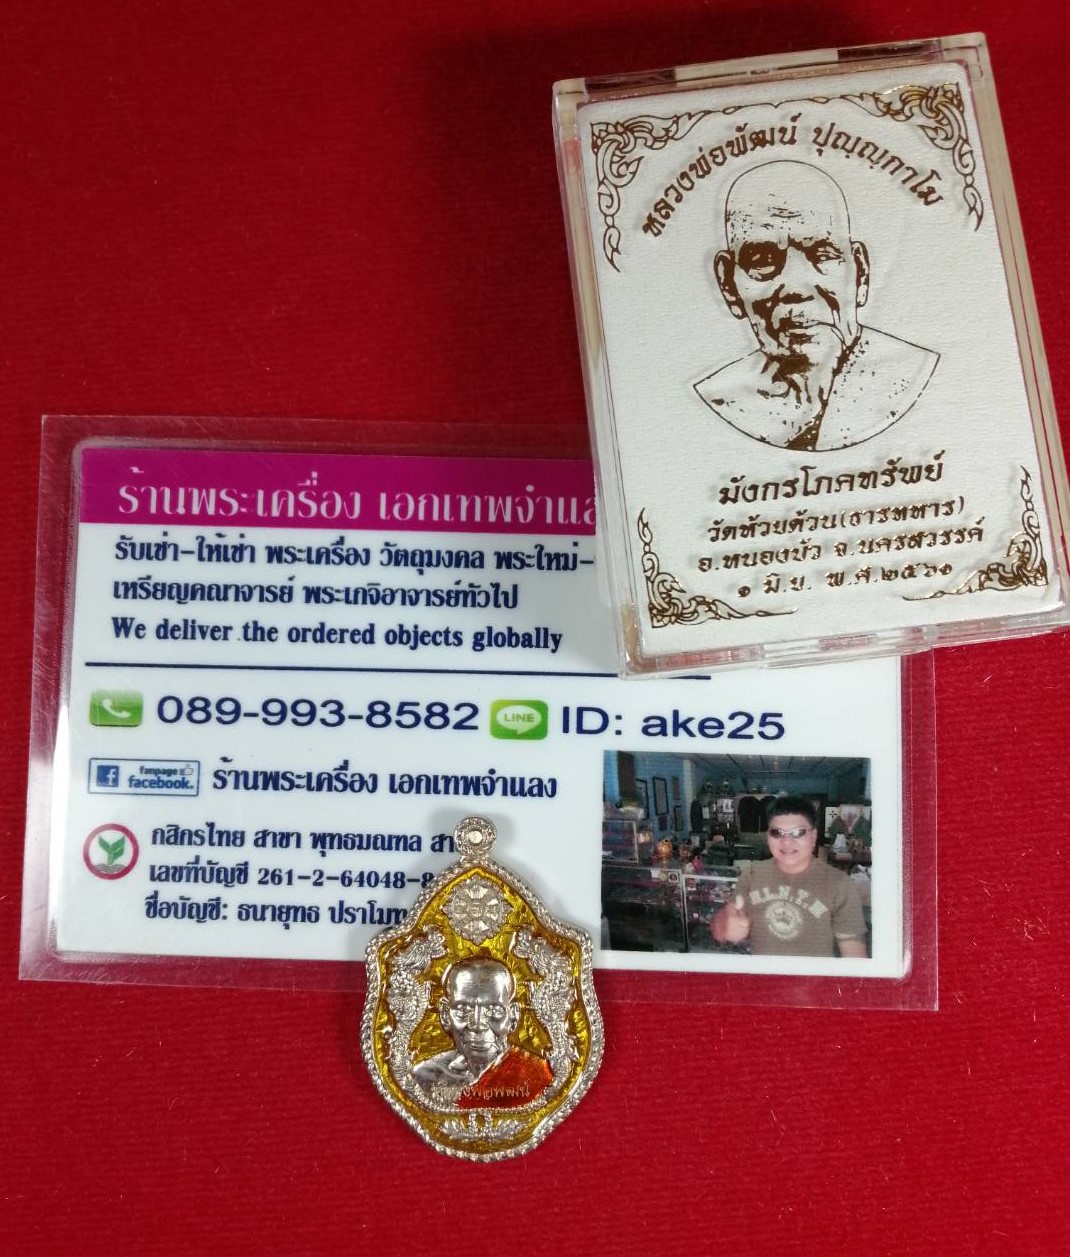 หลวงพ่อพัฒน์ ปุญฺญกาโม
มังกรโภคทรัพย์
วัดห้วยด้วน(ธารทหาร)
อ.หนองบัว จ.นครสวรรค์
๑ มิ.ย. พ.ศ.๒๕๖๑
ร้านพระเครื่อง เอกเทพจำแล
รับเช่า-ให้เช่า พระเครื่อง วัตถุมงคล พระใหม่-
เหรียญคณาจารย์ พระเกจิอาจารย์ทั่วไป
We deliver the ordered objects globally
089-993-8582 LINE ID: ake25
fanpage
facebook. ร้านพระเครื่อง เอกเทพจำแลง
กสิกรไทย สาขา พุทธมณฑล สา
เลขที่บัญชี 261-2-64048-
ชื่อบัญชี: ธนายุทธ ปราโม
หลวงพ่อพัฒน์